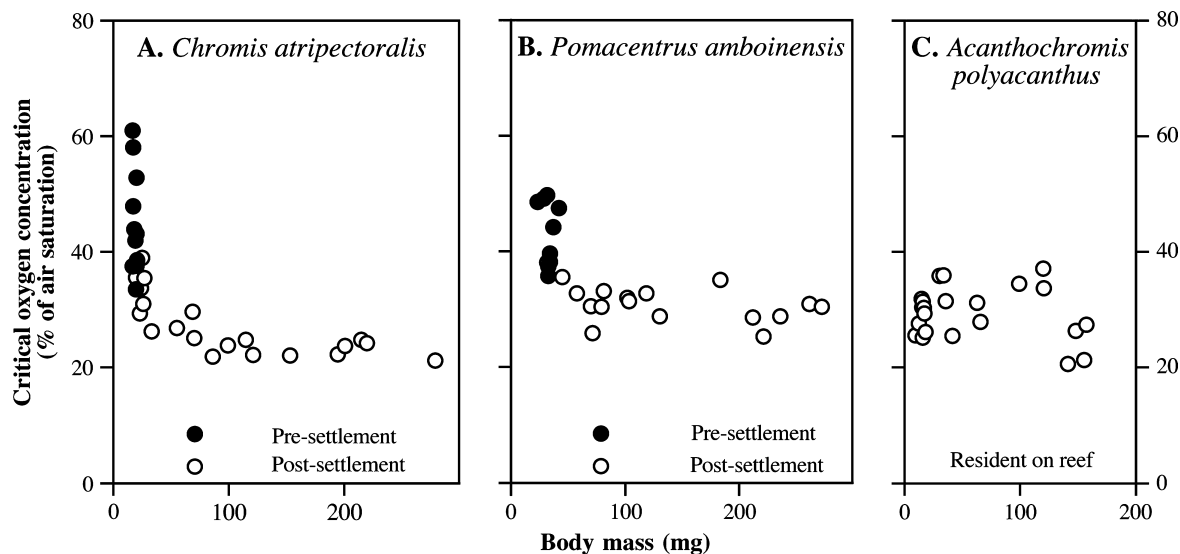 80
60
40
20
0
Critical oxygen concentration
(% of air saturation)
A. Chromis atripectoralis
Pre-settlement
Post-settlement
0 100 200
B. Pomacentrus amboinensis
Pre-settlement
Post-settlement
0 100 200
C. Acanthochromis
polyacanthus
Resident on reef
0 100 200
80
60
40
20
0
Body mass (mg)